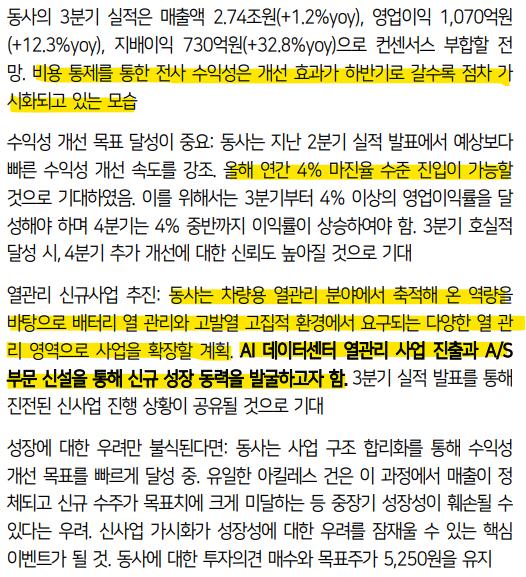 동사의 3분기 실적은 매출액 2.74조원(+1.2%yoy), 영업이익 1,070억원
(+12.3%yoy), 지배이익 730억원(+32.8%yoy)으로 컨센서스 부합할 전
망. 비용 통제를 통한 전사 수익성은 개선 효과가 하반기로 갈수록 점차 가
시화되고 있는 모습
수익성 개선 목표 달성이 중요: 동사는 지난 2분기 실적 발표에서 예상보다
빠른 수익성 개선 속도를 강조. 올해 연간 4% 마진율 수준 진입이 가능할
것으로 기대하였음. 이를 위해서는 3분기부터 4% 이상의 영업이익률을 달
성해야 하며 4분기는 4% 중반까지 이익률이 상승하여야 함. 3분기 호실적
달성 시, 4분기 추가 개선에 대한 신뢰도 높아질 것으로 기대
열관리 신규사업 추진: 동사는 차량용 열관리 분야에서 축적해 온 역량을
바탕으로 배터리 열 관리와 고발열 고집적 환경에서 요구되는 다양한 열 관
리 영역으로 사업을 확장할 계획. AI 데이터센터 열관리 사업 진출과 A/S
부문 신설을 통해 신규 성장 동력을 발굴하고자 함. 3분기 실적 발표를 통해
진전된 신사업 진행 상황이 공유될 것으로 기대
성장에 대한 우려만 불식된다면: 동사는 사업 구조 합리화를 통해 수익성
개선 목표를 빠르게 달성 중. 유일한 아킬레스 건은 이 과정에서 매출이 정
체되고 신규 수주가 목표치에 크게 미달하는 등 중장기 성장성이 훼손될 수
있다는 우려. 신사업 가시화가 성장성에 대한 우려를 잠재울 수 있는 핵심
이벤트가 될 것. 동사에 대한 투자의견 매수와 목표주가 5,250원을 유지